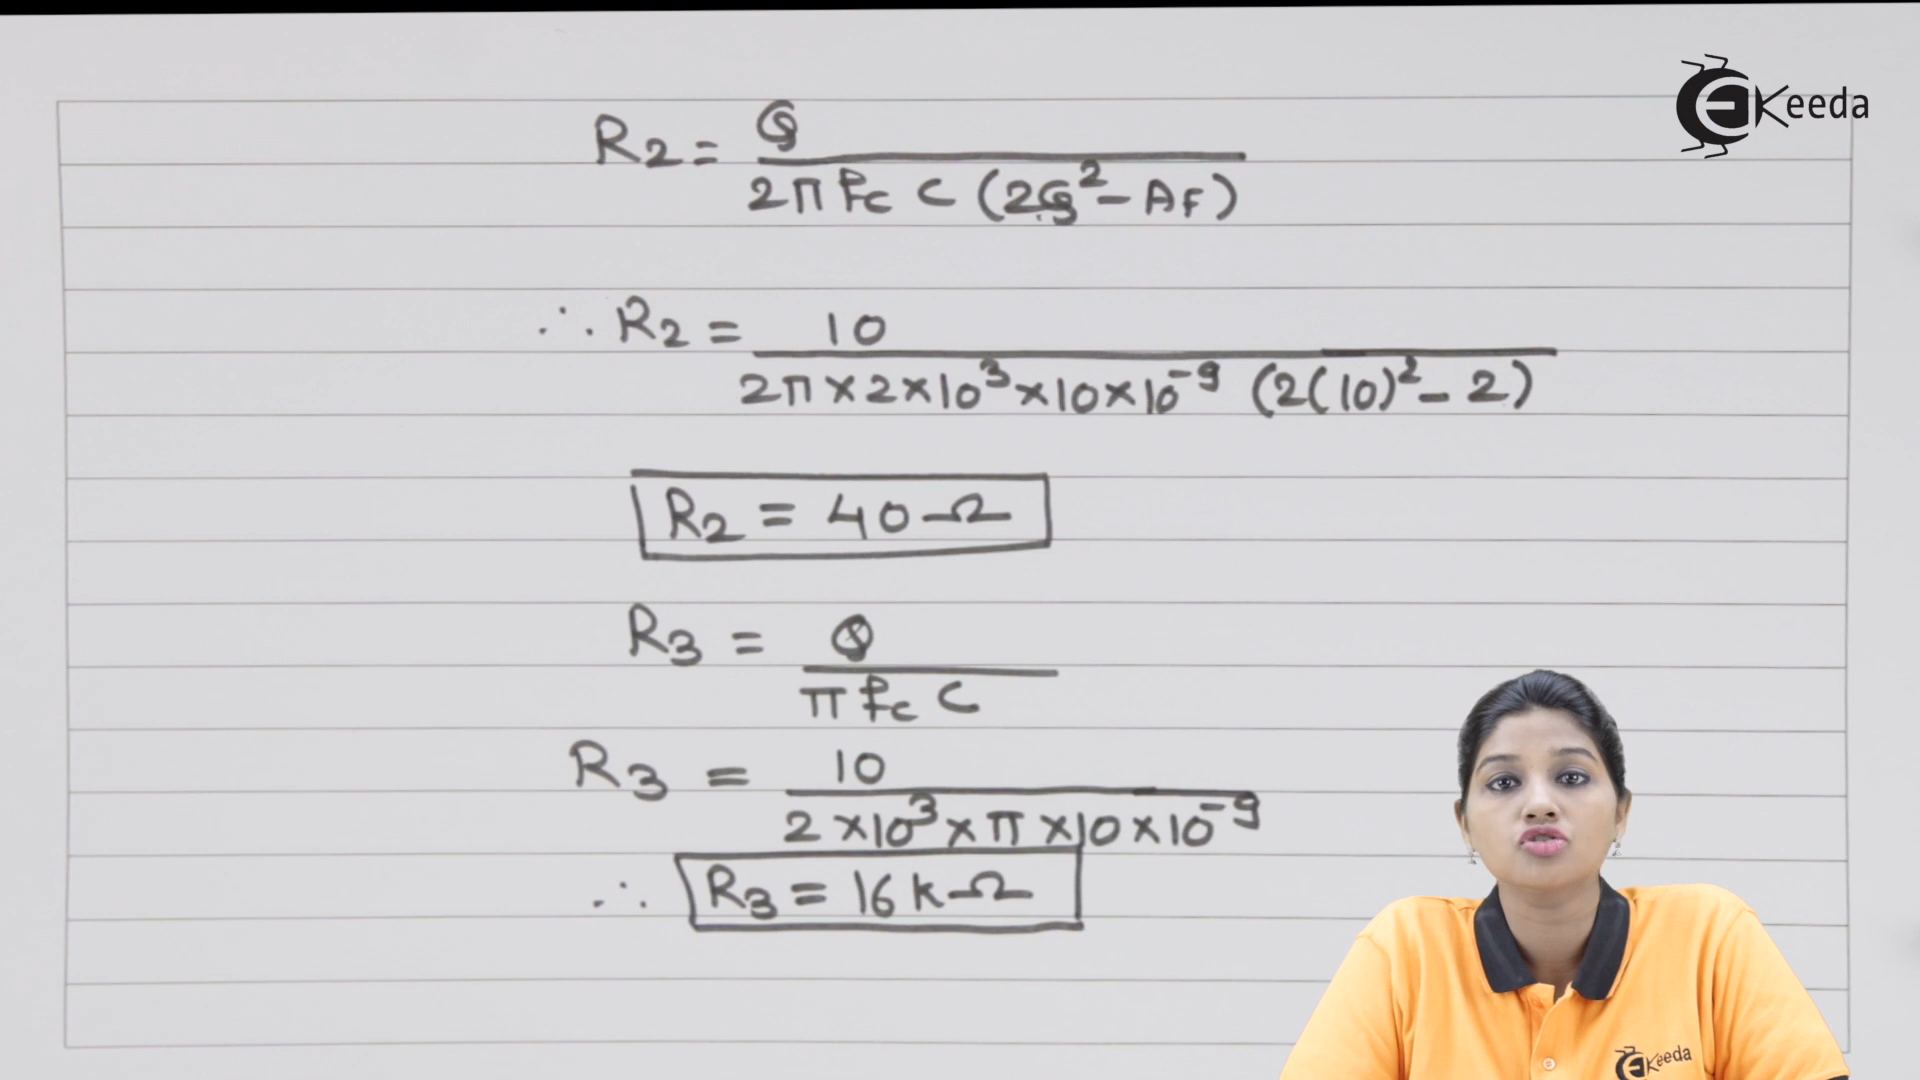 EKeeda
R2 = Q / 2π Fc C (2Q² - AF)
∴ R2 = 10 / 2π × 2 × 10³ × 10 × 10⁻⁹ (2(10)² - 2)
R2 = 40 Ω
R3 = Q / π Fc C
R3 = 10 / 2 × 10³ × π × 10 × 10⁻⁹
∴ R3 = 16 kΩ
EKeeda